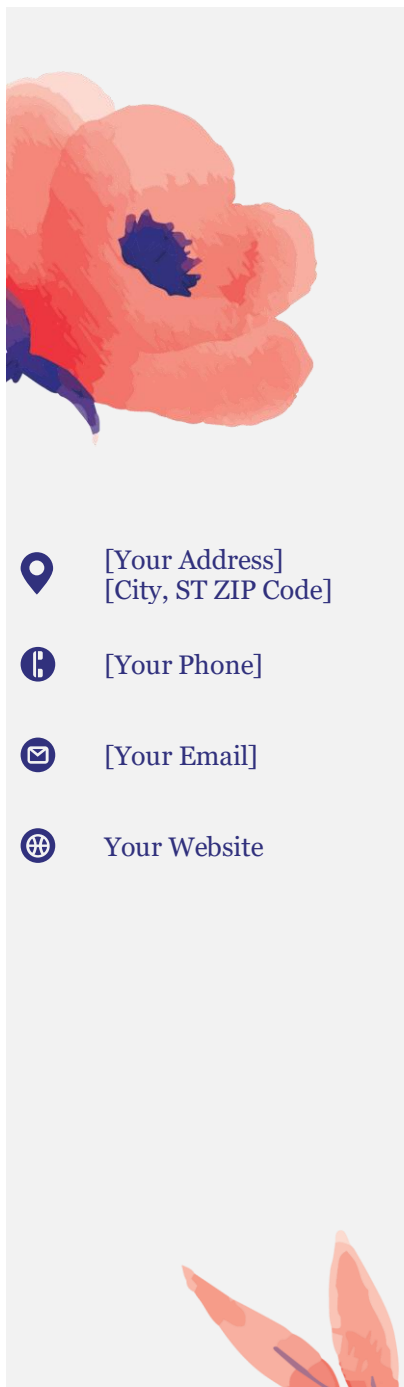 [Your Address]
[City, ST ZIP Code]
[Your Phone]
[Your Email]
Your Website